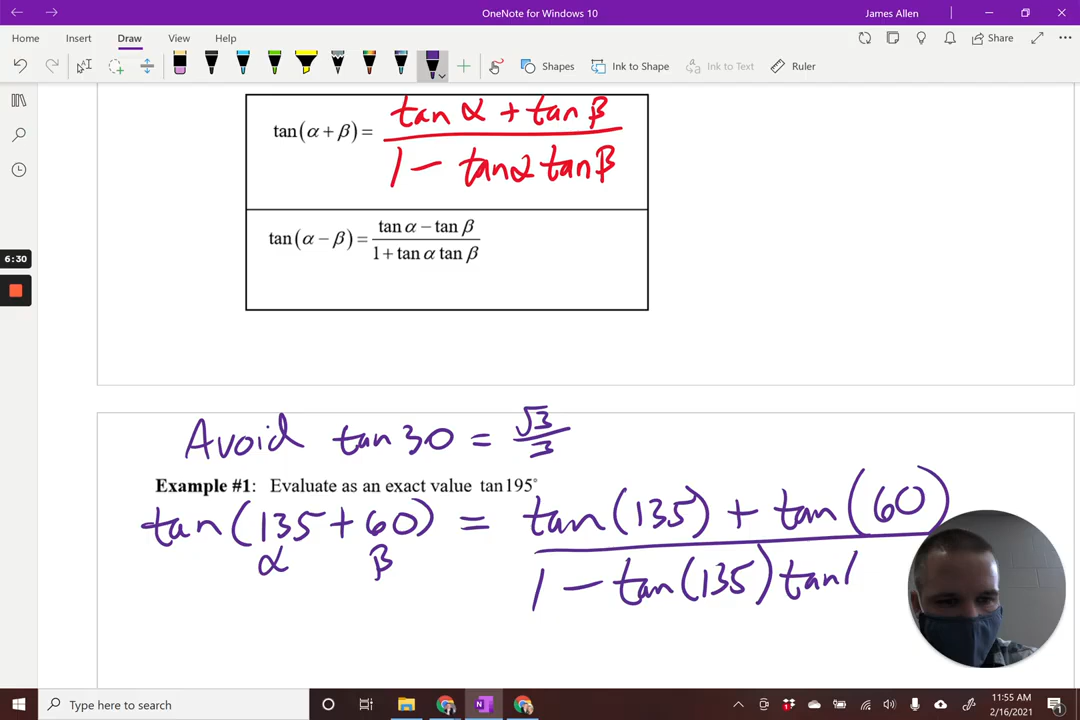 OneNote for Windows 10
James Allen
Home Insert Draw View Help
Share
Shapes Ink to Shape Ink to Text Ruler
tan(α + β) = (tan α + tan β) / (1 − tan α tan β)
tan(α − β) = (tan α − tan β) / (1 + tan α tan β)
6:30
Avoid tan 30 = √3/3
Example #1: Evaluate as an exact value tan195°
tan(135 + 60) = tan(135) + tan(60)
α β
1 − tan(135) tan(
Type here to search
11:55 AM
2/16/2021